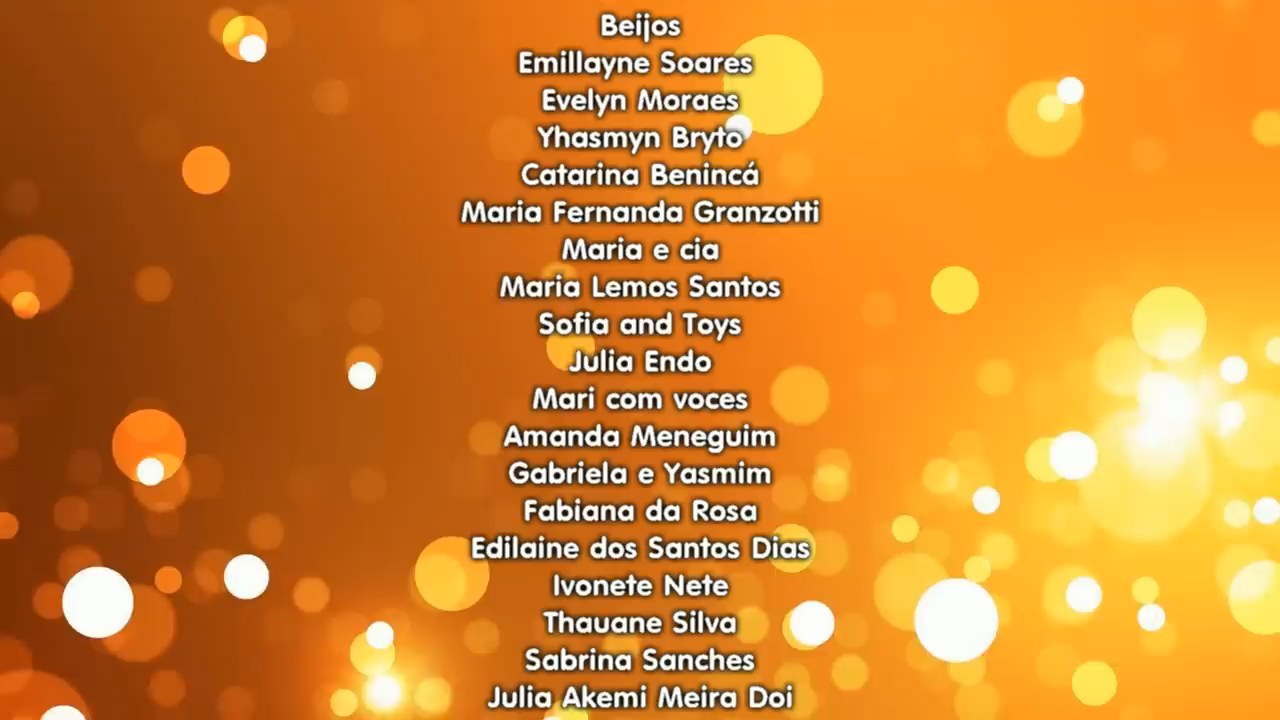 Beijos
Emillayne Soares
Evelyn Moraes
Yhasmyn Bryto
Catarina Benincá
Maria Fernanda Granzotti
Maria e cia
Maria Lemos Santos
Sofia and Toys
Julia Endo
Mari com voces
Amanda Meneguim
Gabriela e Yasmim
Fabiana da Rosa
Edilaine dos Santos Dias
Ivonete Nete
Thauane Silva
Sabrina Sanches
Julia Akemi Meira Doi